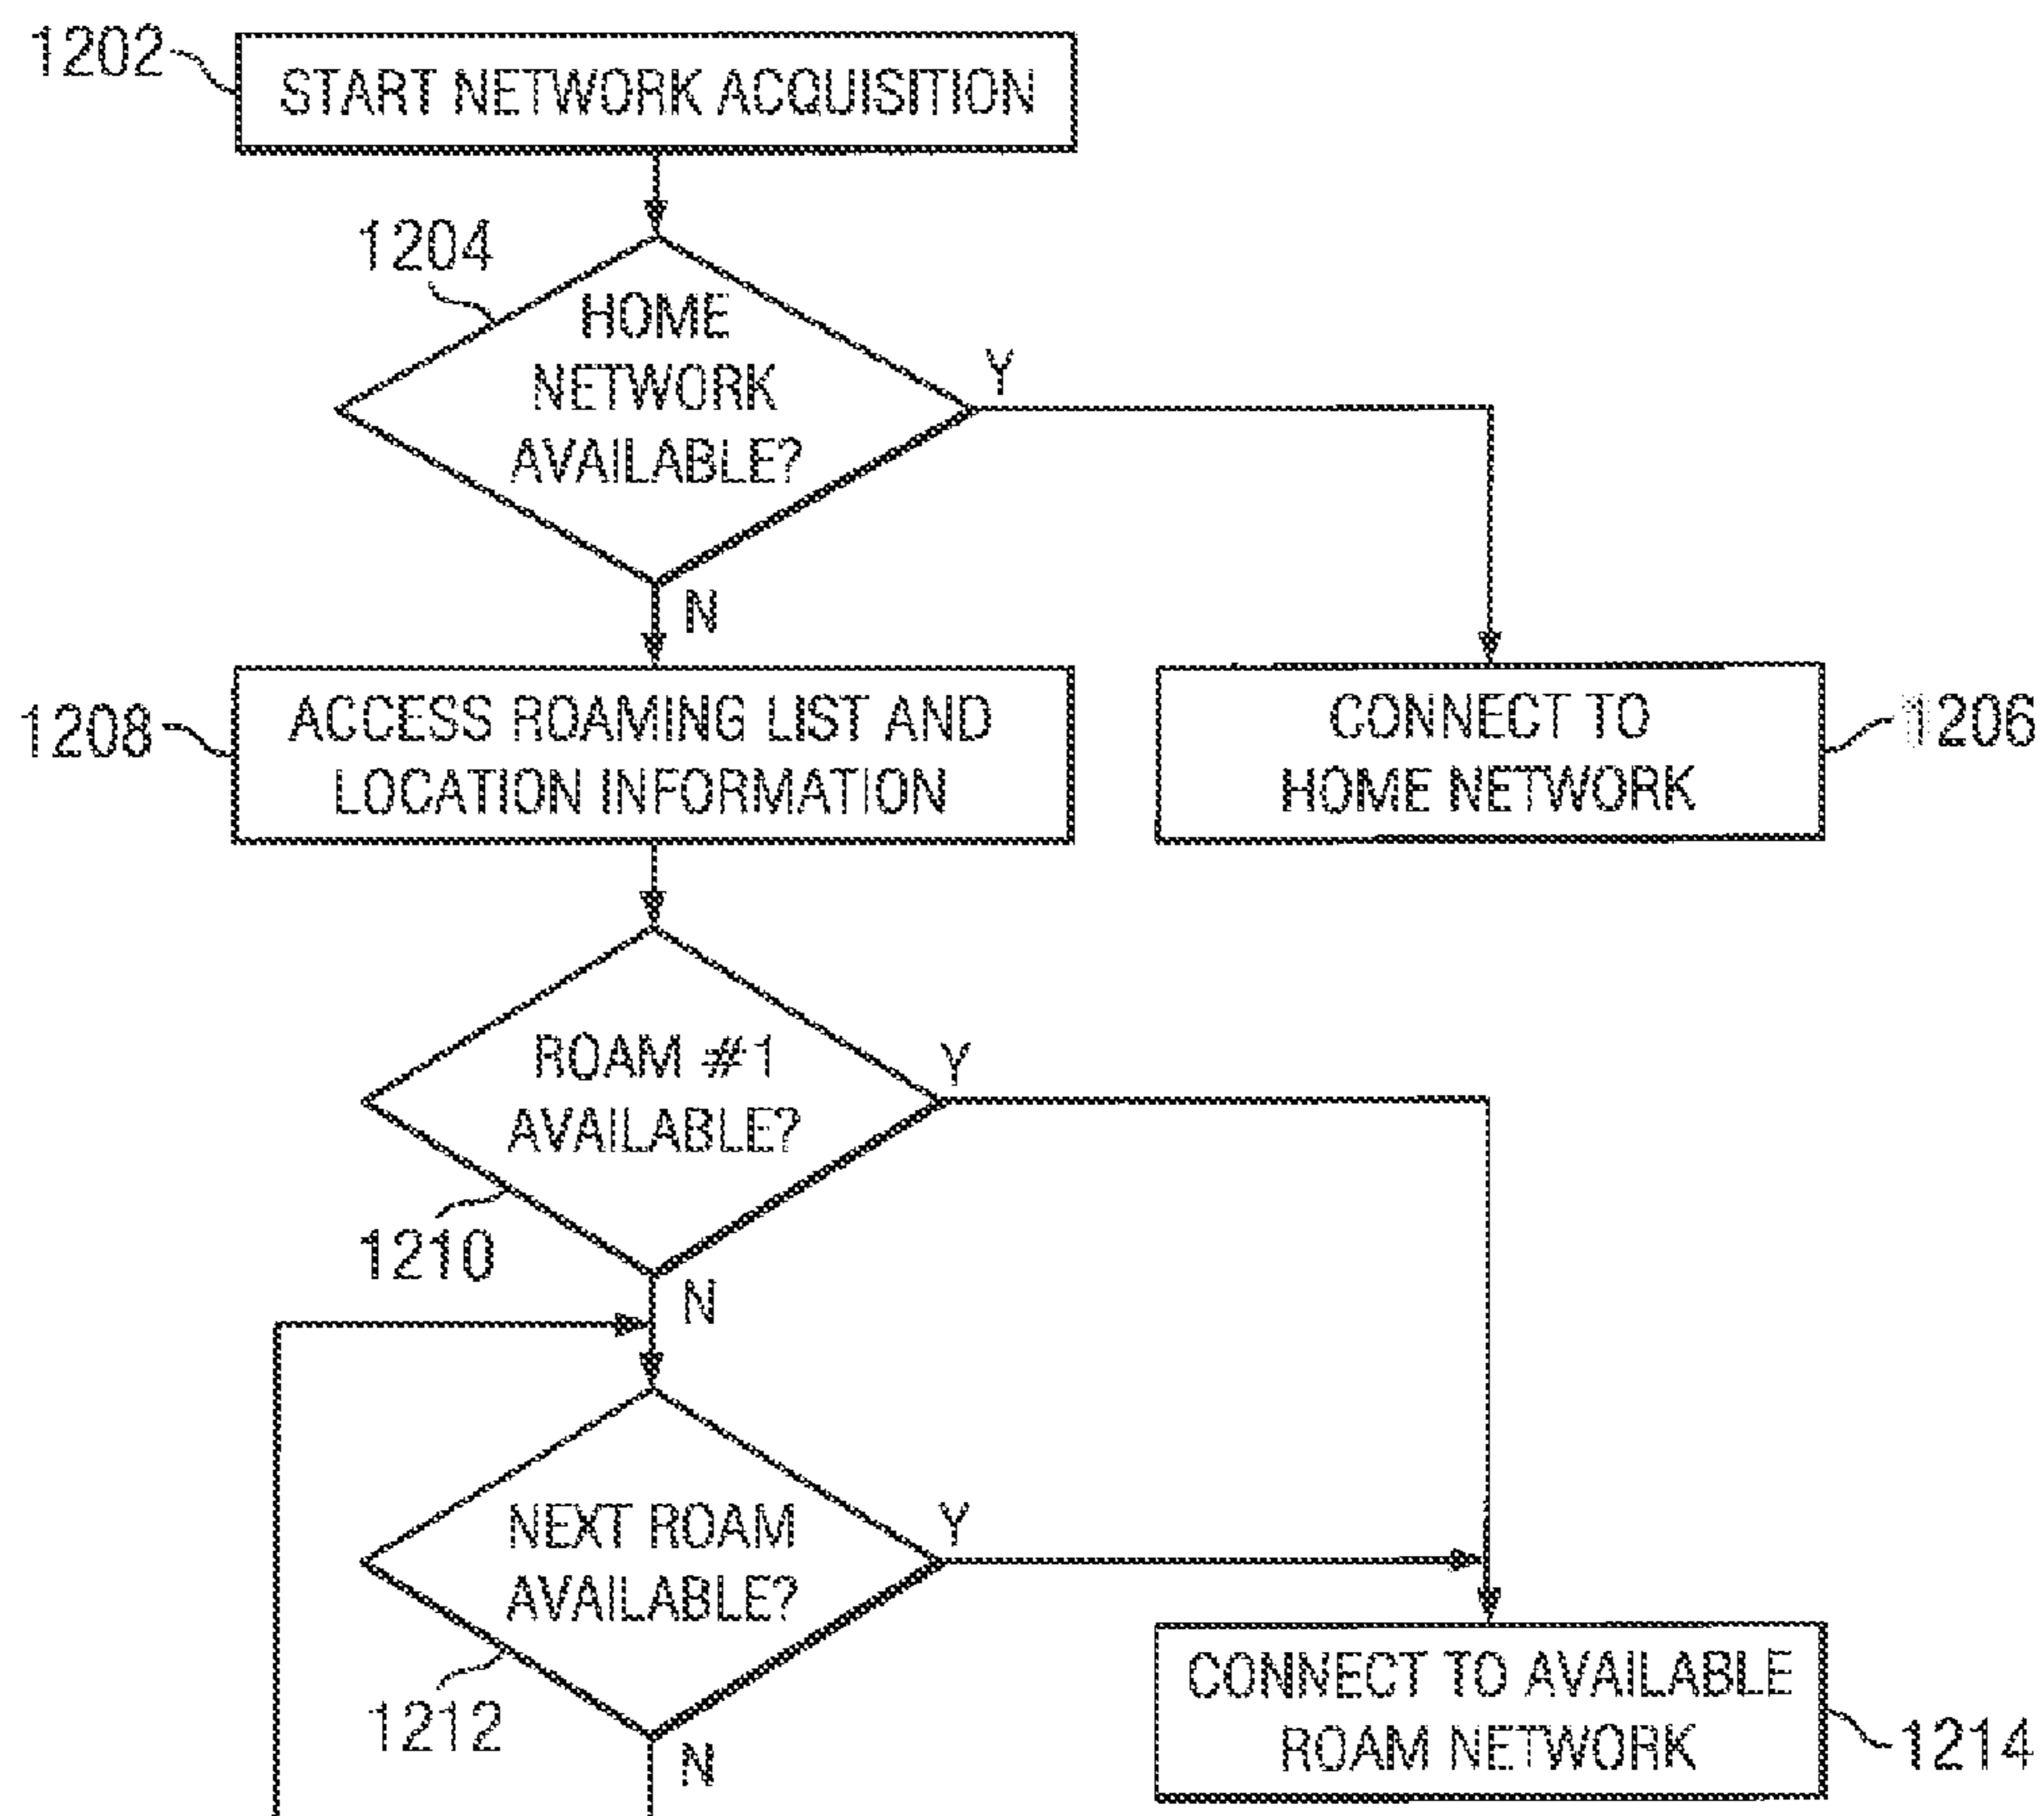 1202
START NETWORK ACQUISITION
1204
HOME
NETWORK
AVAILABLE?
Y
N
1208
ACCESS ROAMING LIST AND
LOCATION INFORMATION
CONNECT TO
HOME NETWORK
1206
ROAM #1
AVAILABLE?
Y
1210
N
NEXT ROAM
AVAILABLE?
Y
1212
N
CONNECT TO AVAILABLE
ROAM NETWORK
1214